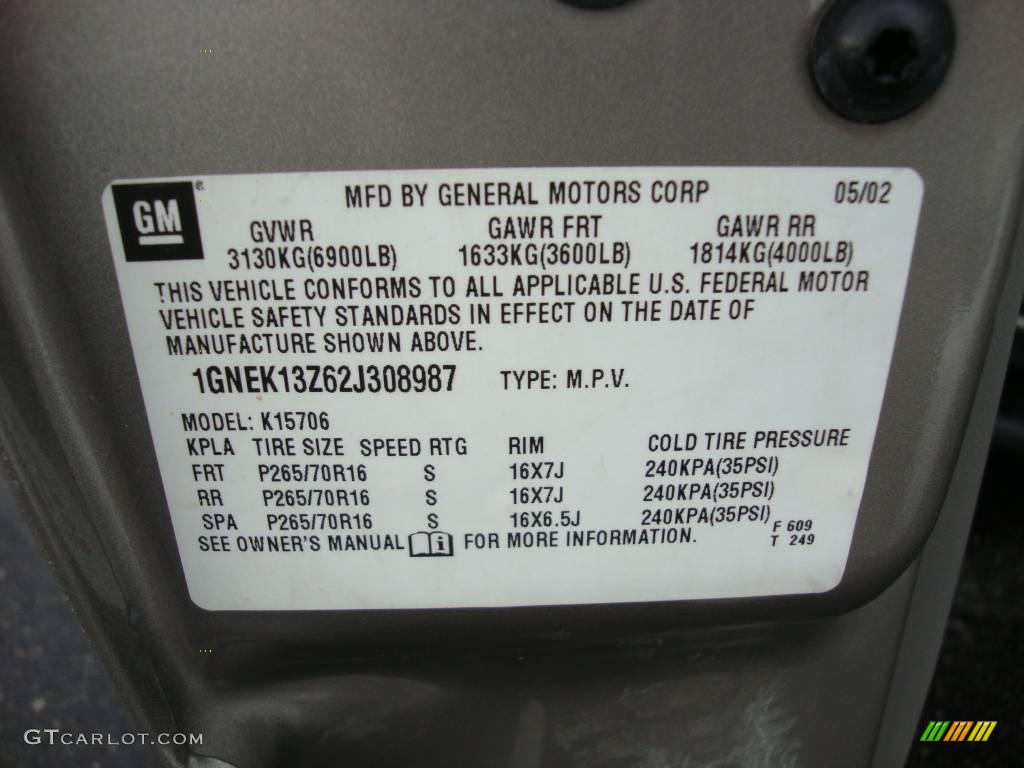 GM® MFD BY GENERAL MOTORS CORP 05/02
GVWR GAWR FRT GAWR RR
3130KG(6900LB) 1633KG(3600LB) 1814KG(4000LB)
THIS VEHICLE CONFORMS TO ALL APPLICABLE U.S. FEDERAL MOTOR
VEHICLE SAFETY STANDARDS IN EFFECT ON THE DATE OF
MANUFACTURE SHOWN ABOVE.
1GNEK13Z62J308987 TYPE: M.P.V.
MODEL: K15706
KPLA TIRE SIZE SPEED RTG RIM COLD TIRE PRESSURE
FRT P265/70R16 S 16X7J 240KPA(35PSI)
RR P265/70R16 S 16X7J 240KPA(35PSI)
SPA P265/70R16 S 16X6.5J 240KPA(35PSI) F 609
SEE OWNER'S MANUAL i FOR MORE INFORMATION. T 249
GTCARLOT.COM